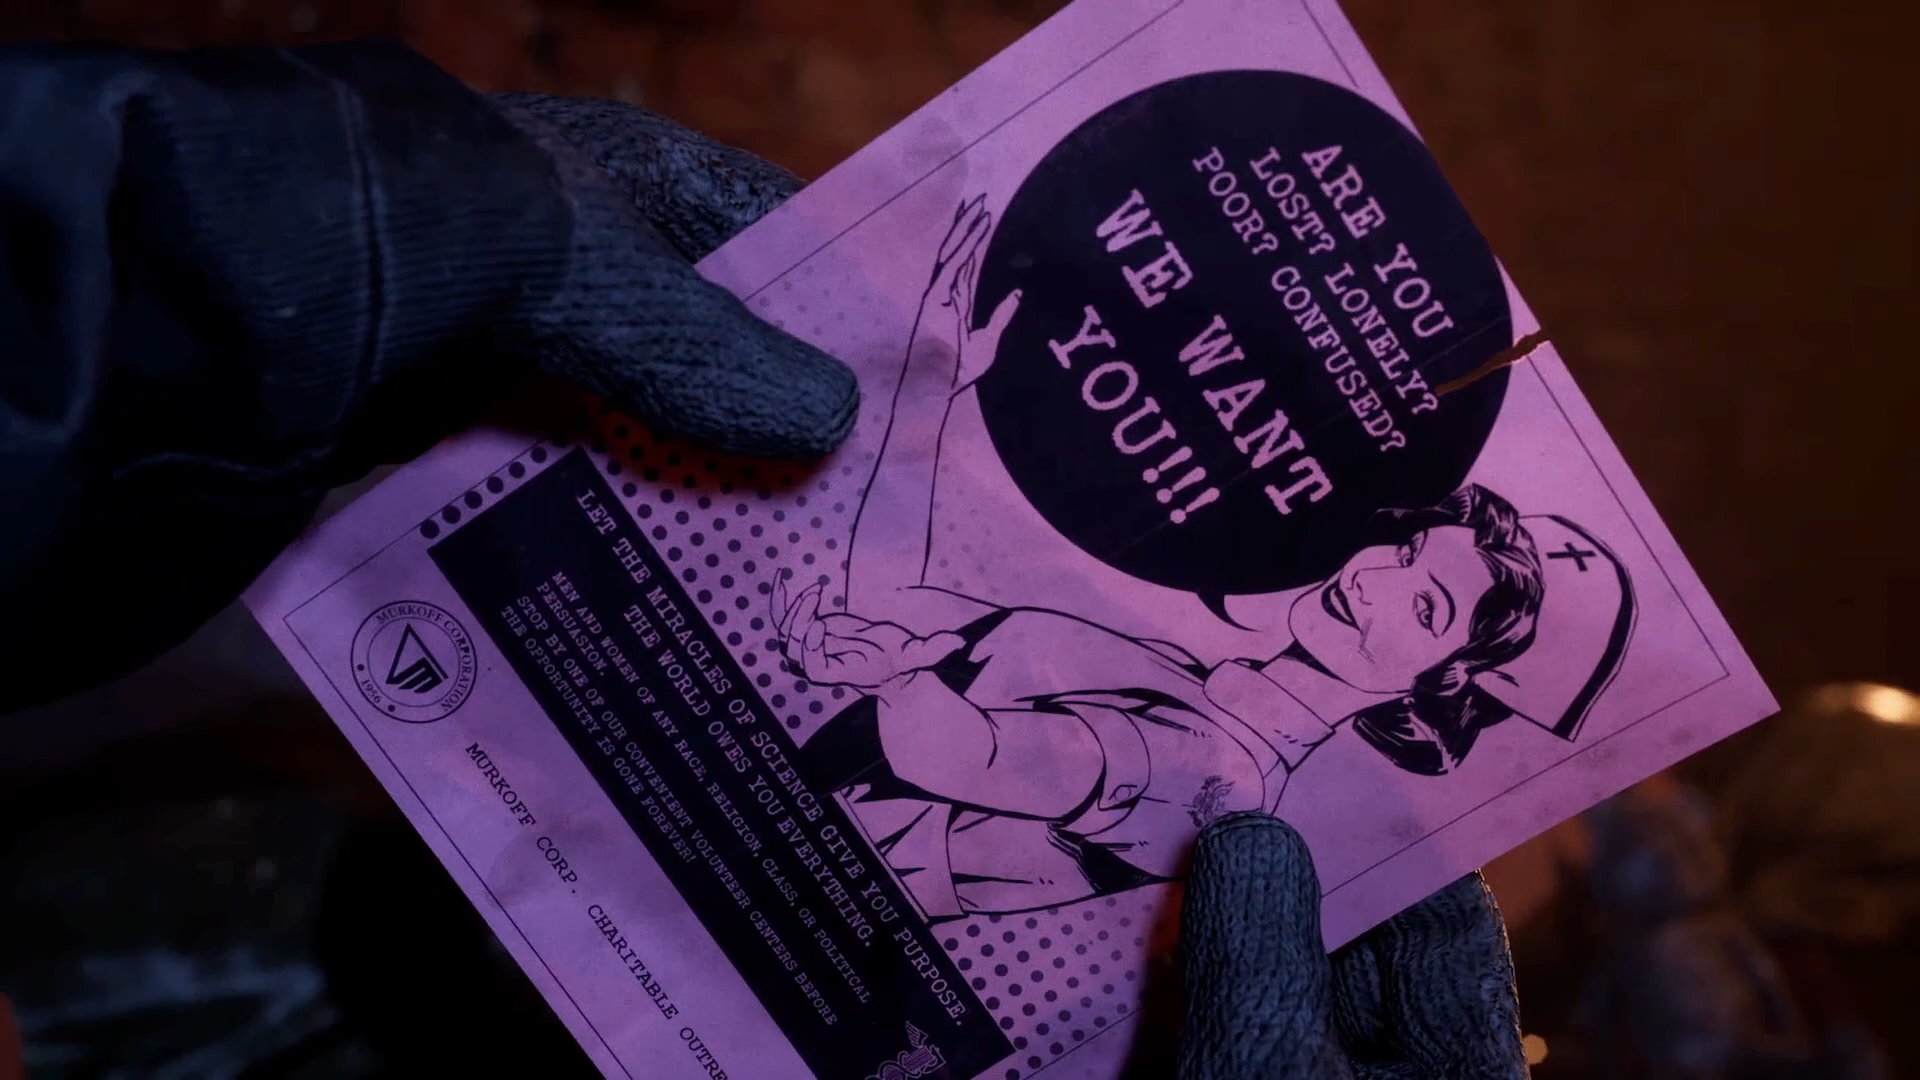 ARE YOU
LOST? LONELY?
POOR? CONFUSED?
WE WANT
YOU!!!
LET THE MIRACLES OF SCIENCE GIVE YOU PURPOSE.
THE WORLD OWES YOU EVERYTHING.
MEN AND WOMEN OF ANY RACE, RELIGION, CLASS, OR POLITICAL
PERSUASION.
STOP BY ONE OF OUR CONVENIENT VOLUNTEER CENTERS BEFORE
THE OPPORTUNITY IS GONE FOREVER!
MURKOFF CORPORATION
• 1956 •
MURKOFF CORP. CHARITABLE OUTRE